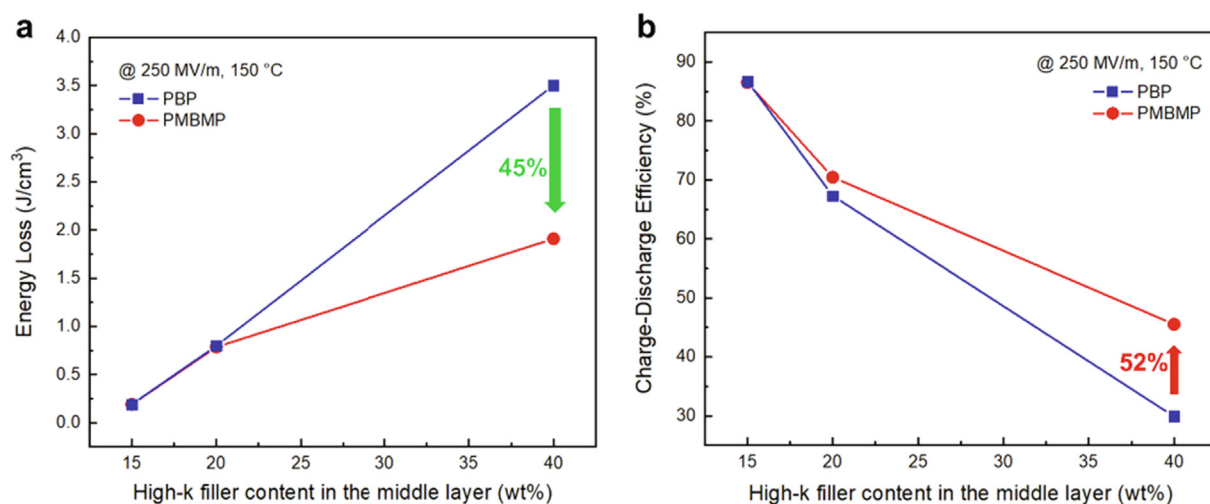 a
4.0
3.5
3.0
2.5
2.0
1.5
1.0
0.5
0.0
Energy Loss (J/cm³)
@ 250 MV/m, 150 °C
PBP
PMBMP
45%
15 20 25 30 35 40
High-k filler content in the middle layer (wt%)
b
90
80
70
60
50
40
30
Charge-Discharge Efficiency (%)
@ 250 MV/m, 150 °C
PBP
PMBMP
52%
15 20 25 30 35 40
High-k filler content in the middle layer (wt%)